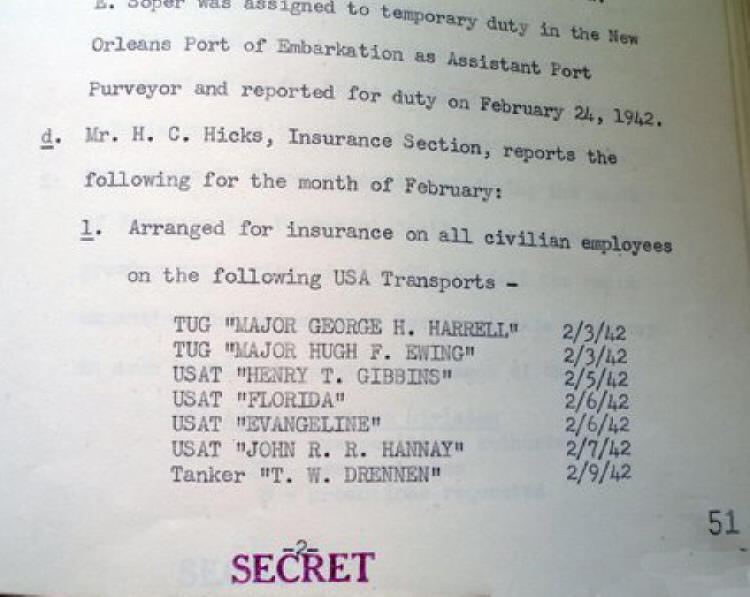 E. Soper was assigned to temporary duty in the New
Orleans Port of Embarkation as Assistant Port
Purveyor and reported for duty on February 24, 1942.
d. Mr. H. C. Hicks, Insurance Section, reports the
following for the month of February:
1. Arranged for insurance on all civilian employees
on the following USA Transports -
TUG "MAJOR GEORGE H. HARRELL" 2/3/42
TUG "MAJOR HUGH F. EWING" 2/3/42
USAT "HENRY T. GIBBINS" 2/5/42
USAT "FLORIDA" 2/6/42
USAT "EVANGELINE" 2/6/42
USAT "JOHN R. R. HANNAY" 2/7/42
Tanker "T. W. DRENNEN" 2/9/42
51
-2-
SECRET